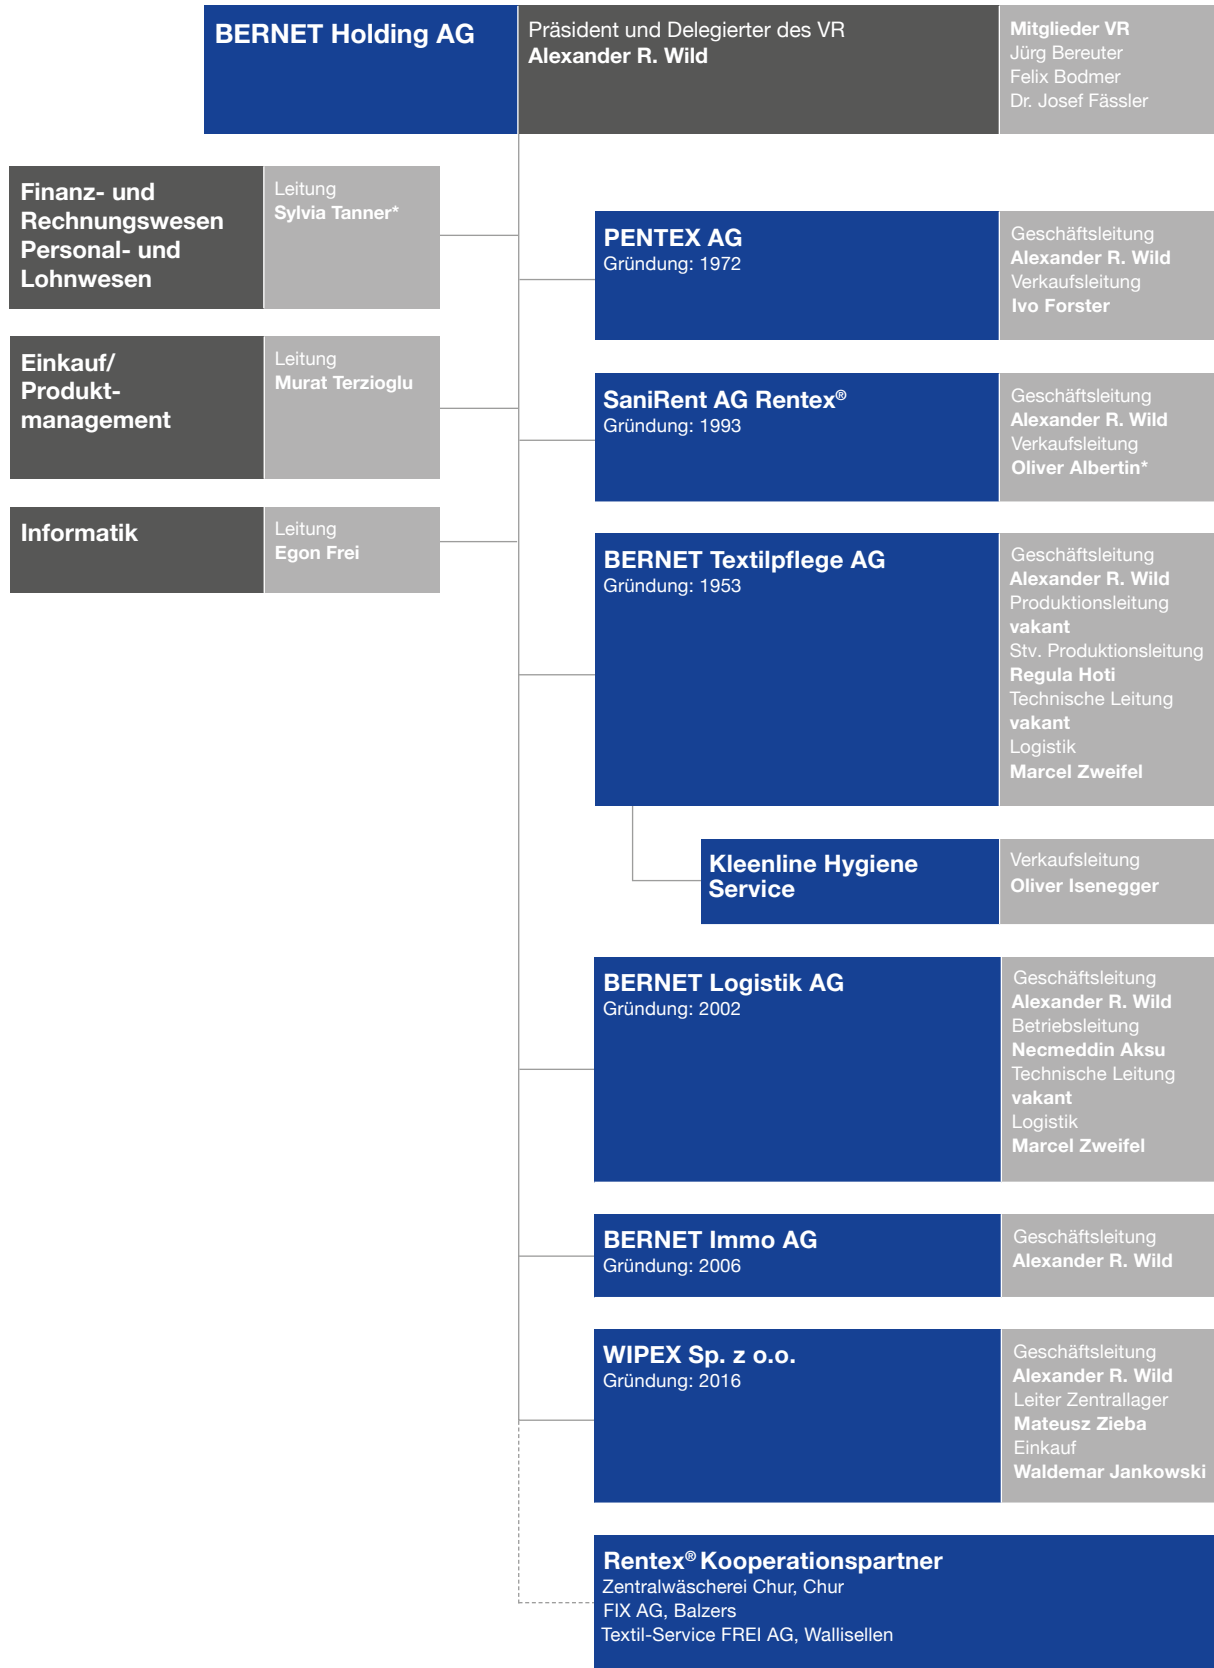 BERNET Holding AG
Präsident und Delegierter des VR
Alexander R. Wild
Mitglieder VR
Jürg Bereuter
Felix Bodmer
Dr. Josef Fässler
Finanz- und
Rechnungswesen
Personal- und
Lohnwesen
Leitung
Sylvia Tanner*
Einkauf/
Produkt-
management
Leitung
Murat Terzioglu
Informatik
Leitung
Egon Frei
PENTEX AG
Gründung: 1972
Geschäftsleitung
Alexander R. Wild
Verkaufsleitung
Ivo Forster
SaniRent AG Rentex®
Gründung: 1993
Geschäftsleitung
Alexander R. Wild
Verkaufsleitung
Oliver Albertin*
BERNET Textilpflege AG
Gründung: 1953
Geschäftsleitung
Alexander R. Wild
Produktionsleitung
vakant
Stv. Produktionsleitung
Regula Hoti
Technische Leitung
vakant
Logistik
Marcel Zweifel
Kleenline Hygiene
Service
Verkaufsleitung
Oliver Isenegger
BERNET Logistik AG
Gründung: 2002
Geschäftsleitung
Alexander R. Wild
Betriebsleitung
Necmeddin Aksu
Technische Leitung
vakant
Logistik
Marcel Zweifel
BERNET Immo AG
Gründung: 2006
Geschäftsleitung
Alexander R. Wild
WIPEX Sp. z o.o.
Gründung: 2016
Geschäftsleitung
Alexander R. Wild
Leiter Zentrallager
Mateusz Zieba
Einkauf
Waldemar Jankowski
Rentex® Kooperationspartner
Zentralwäscherei Chur, Chur
FIX AG, Balzers
Textil-Service FREI AG, Wallisellen